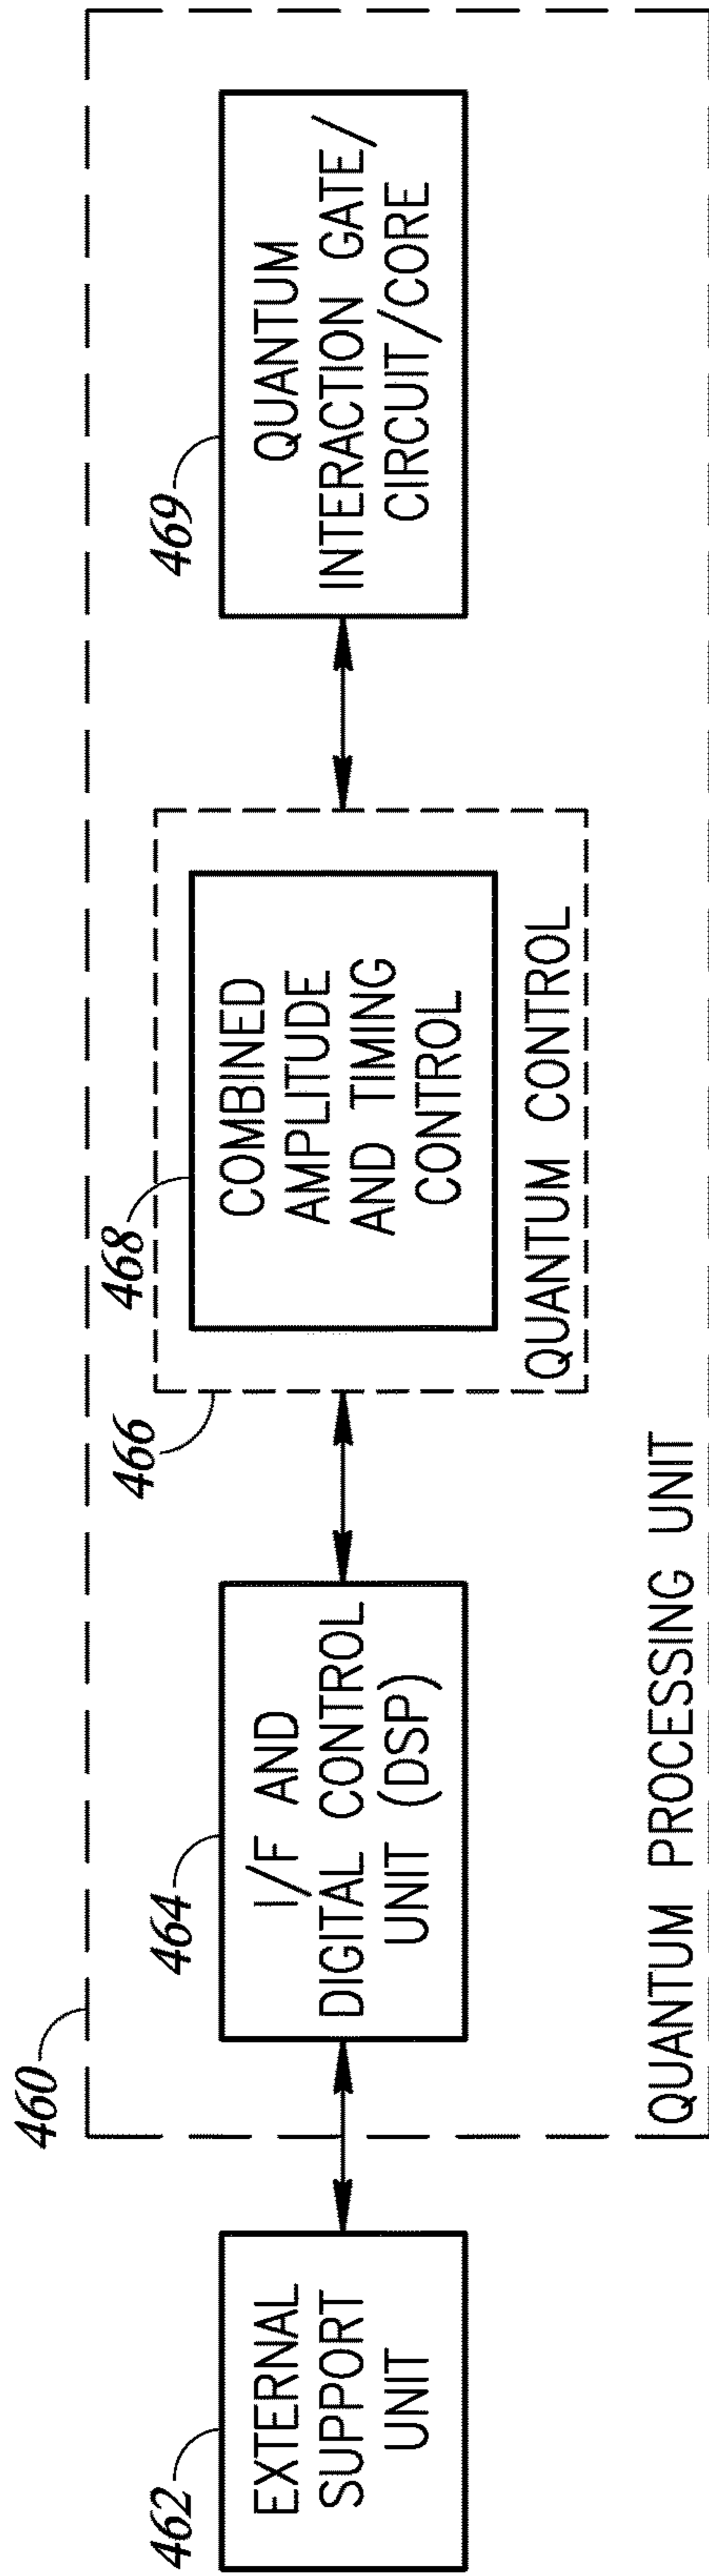 460
462
EXTERNAL
SUPPORT
UNIT
464
I/F AND
DIGITAL CONTROL
UNIT (DSP)
466
468
COMBINED
AMPLITUDE
AND TIMING
CONTROL
QUANTUM CONTROL
469
QUANTUM
INTERACTION GATE/
CIRCUIT/CORE
QUANTUM PROCESSING UNIT